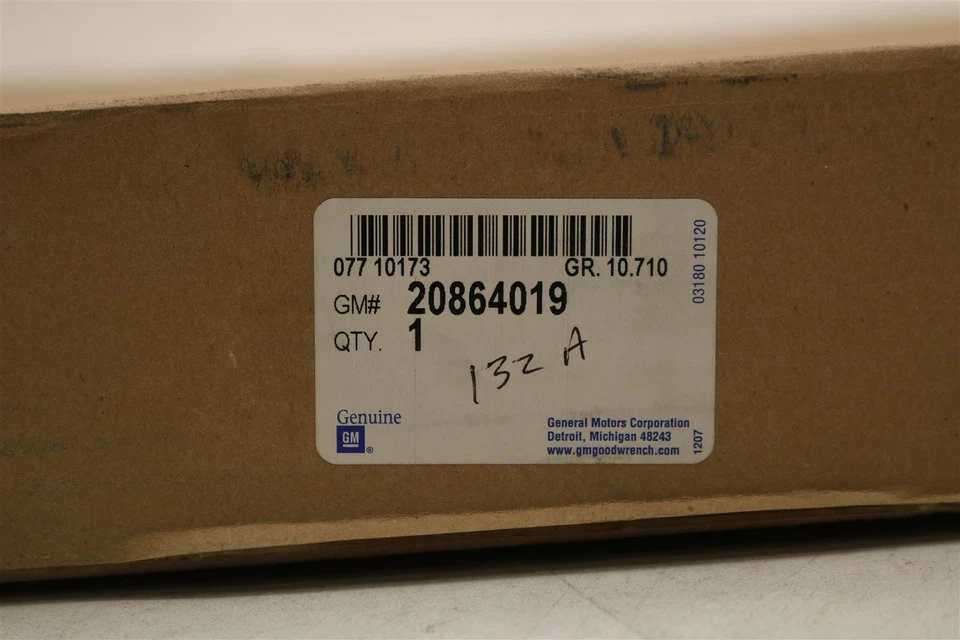 077 10173 GR. 10.710
GM# 20864019
QTY. 1
132 A
Genuine
GM ®
General Motors Corporation
Detroit, Michigan 48243
www.gmgoodwrench.com
03180 10120
1207